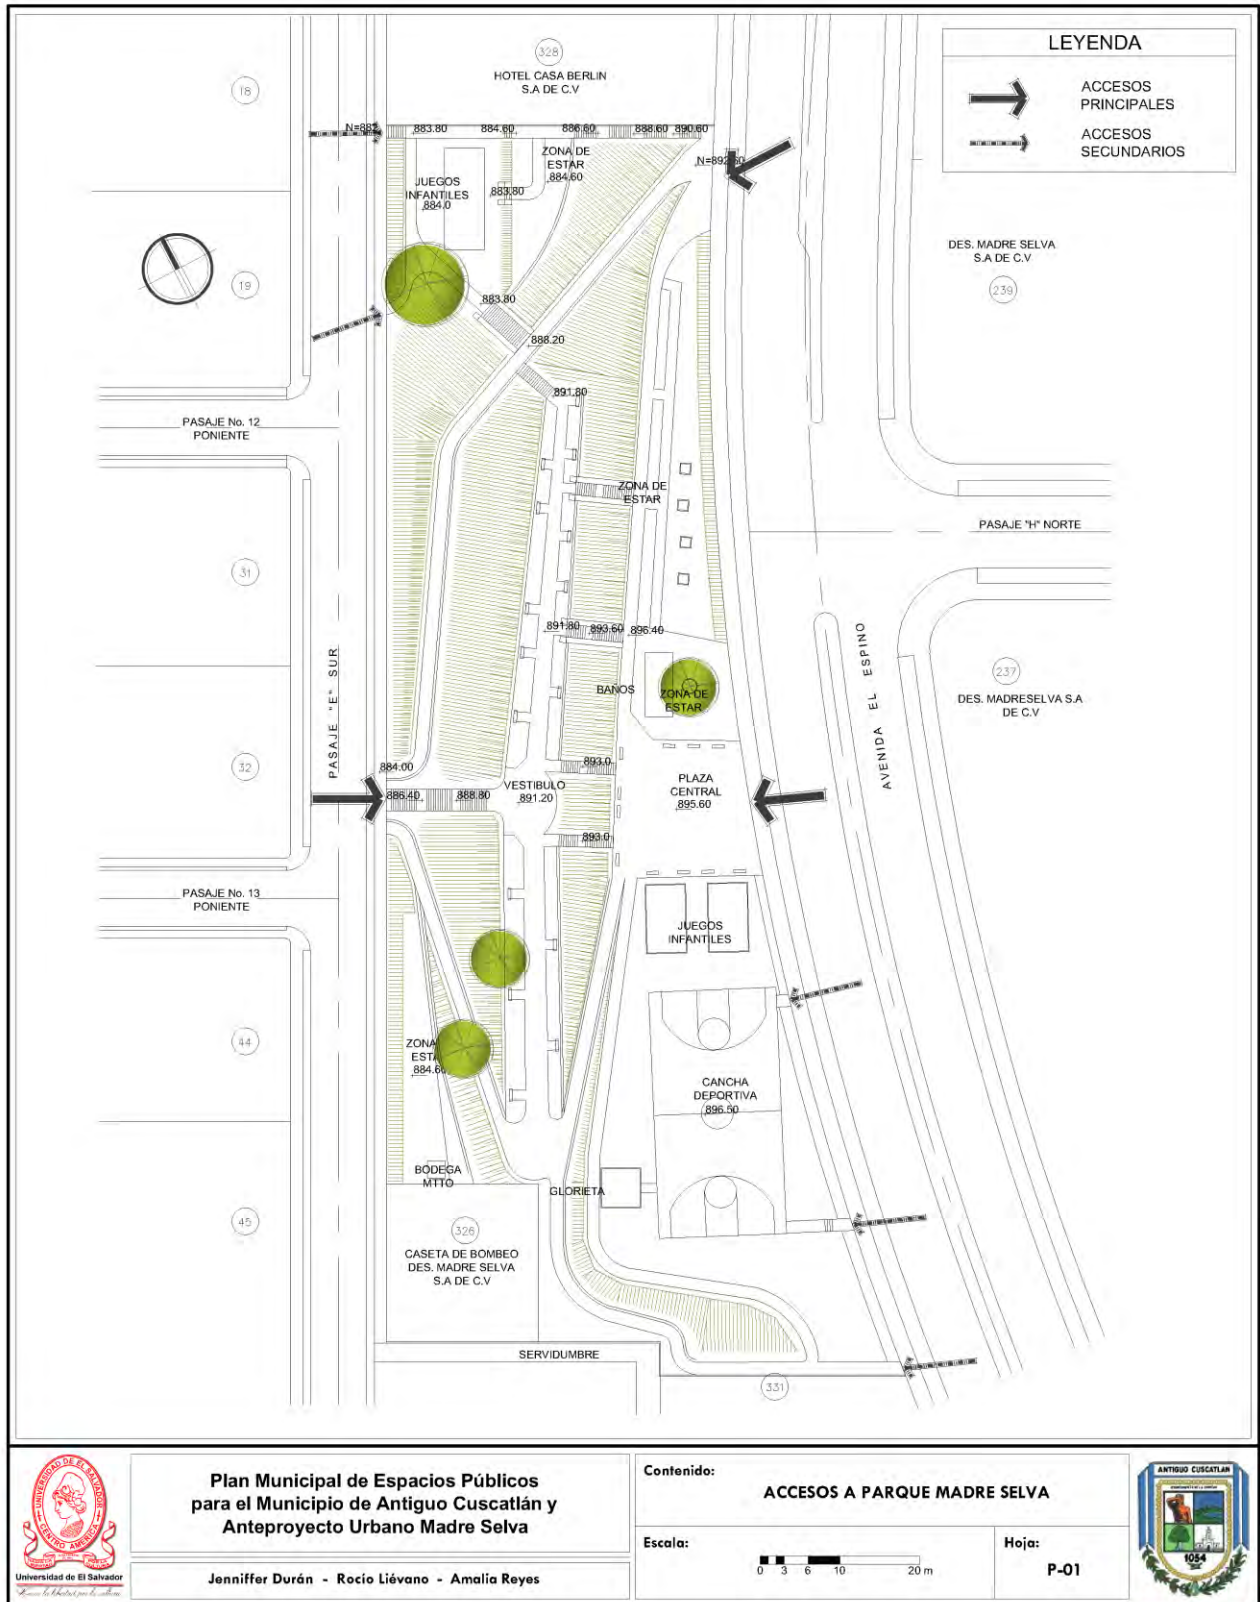 LEYENDA
ACCESOS
PRINCIPALES
ACCESOS
SECUNDARIOS
328
HOTEL CASA BERLIN
S.A DE C.V
18
883.80
884.60
886.60
888.60
890.60
ZONA DE
ESTAR
884.60
JUEGOS
INFANTILES
884.0
883.80
DES. MADRE SELVA
S.A DE C.V
239
19
883.80
888.20
891.80
PASAJE No. 12
PONIENTE
ZONA DE
ESTAR
PASAJE "H" NORTE
31
891.80
893.60
896.40
PASAJE "E" SUR
AVENIDA EL ESPINO
BAÑOS
ZONA DE
ESTAR
237
DES. MADRESELVA S.A
DE C.V
32
884.00
893.0
886.40
888.80
VESTIBULO
891.20
PLAZA
CENTRAL
895.60
893.0
PASAJE No. 13
PONIENTE
JUEGOS
INFANTILES
44
ZONA
884.60
CANCHA
DEPORTIVA
896.50
BODEGA
MTTO
GLORIETA
45
326
CASETA DE BOMBEO
DES. MADRE SELVA
S.A DE C.V
SERVIDUMBRE
331
UNIVERSIDAD DE EL SALVADOR
CENTRO AMERICA
Universidad de El Salvador
Plan Municipal de Espacios Públicos
para el Municipio de Antiguo Cuscatlán y
Anteproyecto Urbano Madre Selva
Jenniffer Durán - Rocío Liévano - Amalia Reyes
Contenido:
ACCESOS A PARQUE MADRE SELVA
Escala:
0 3 6 10 20 m
Hoja:
P-01
ANTIGUO CUSCATLAN
1054